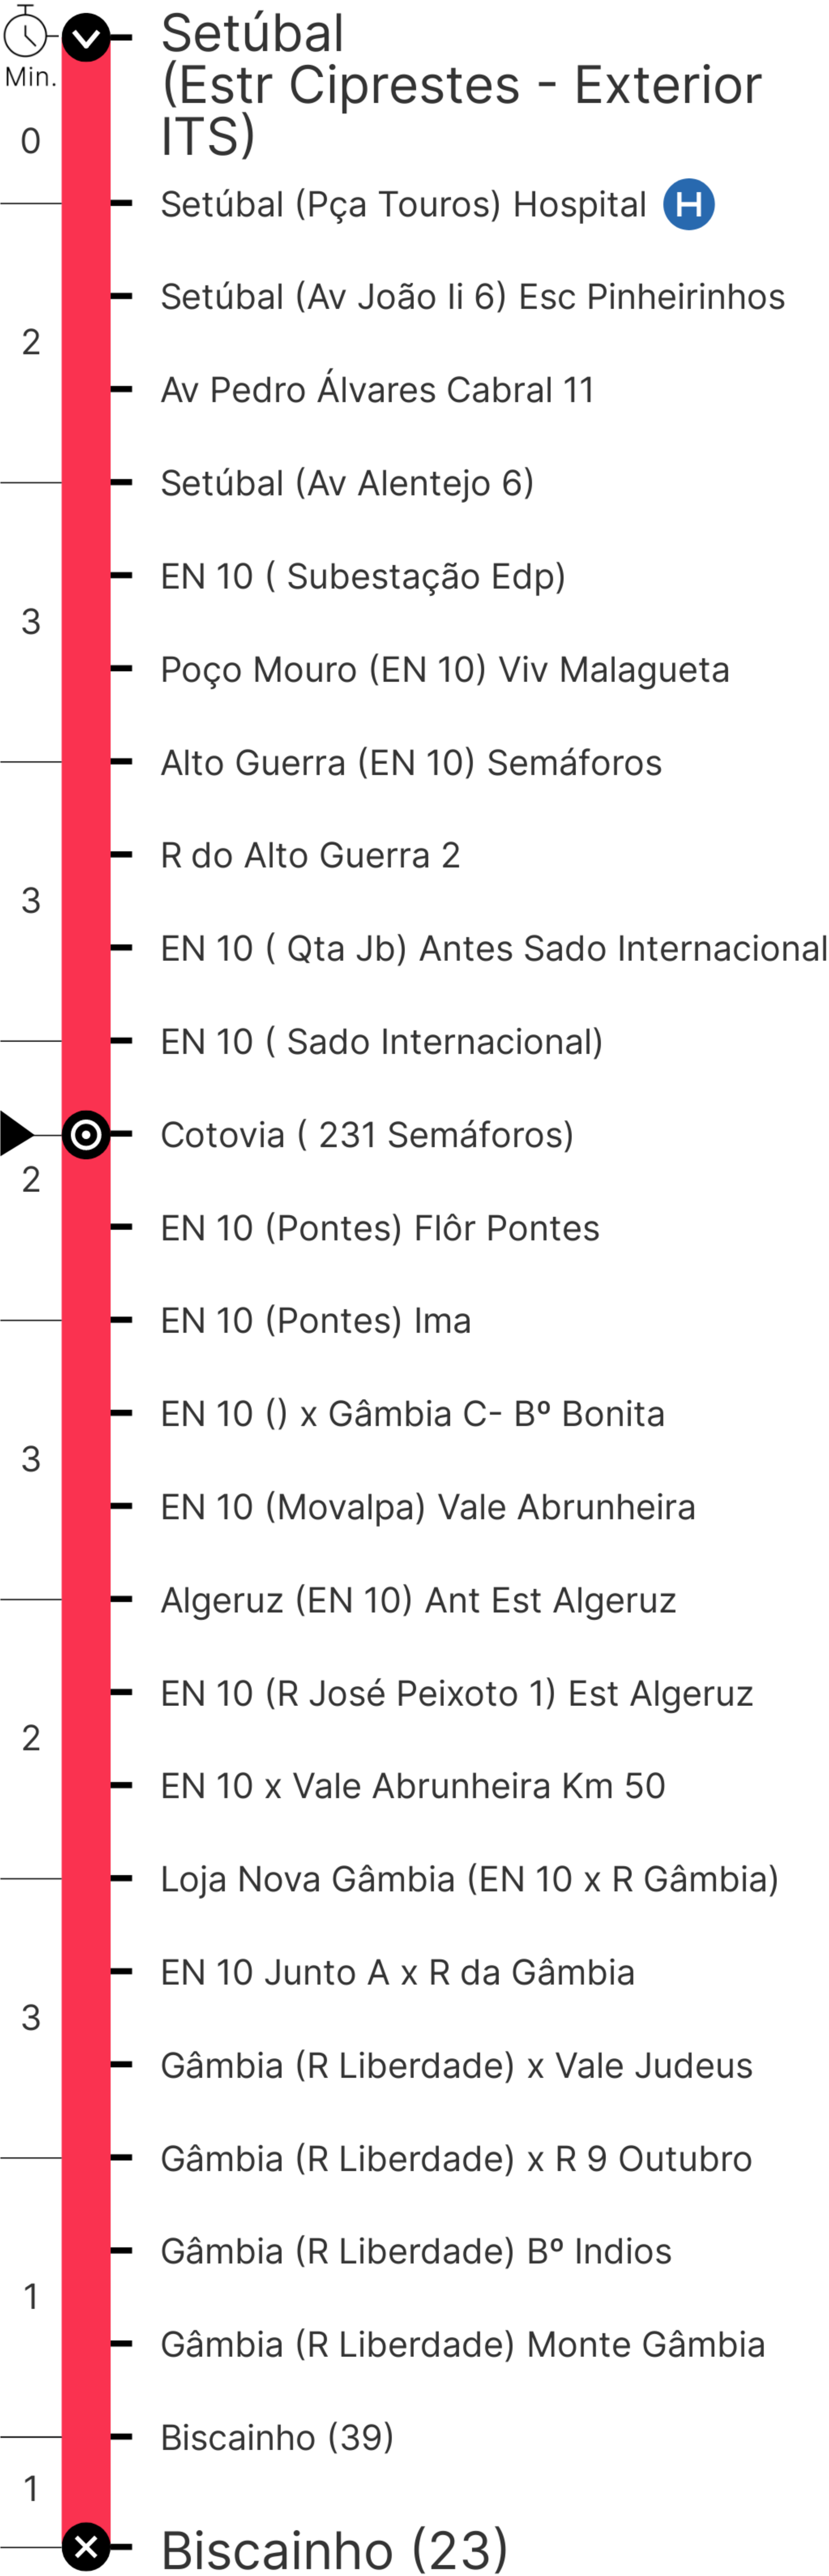 Setúbal
Min.
(Estr Ciprestes - Exterior
0
ITS)
Setúbal (Pça Touros) Hospital H
Setúbal (Av João Ii 6) Esc Pinheirinhos
2
Av Pedro Álvares Cabral 11
Setúbal (Av Alentejo 6)
EN 10 ( Subestação Edp)
3
Poço Mouro (EN 10) Viv Malagueta
Alto Guerra (EN 10) Semáforos
R do Alto Guerra 2
3
EN 10 ( Qta Jb) Antes Sado Internacional
EN 10 ( Sado Internacional)
Cotovia ( 231 Semáforos)
2
EN 10 (Pontes) Flôr Pontes
EN 10 (Pontes) Ima
EN 10 () x Gâmbia C- Bº Bonita
3
EN 10 (Movalpa) Vale Abrunheira
Algeruz (EN 10) Ant Est Algeruz
EN 10 (R José Peixoto 1) Est Algeruz
2
EN 10 x Vale Abrunheira Km 50
Loja Nova Gâmbia (EN 10 x R Gâmbia)
EN 10 Junto A x R da Gâmbia
3
Gâmbia (R Liberdade) x Vale Judeus
Gâmbia (R Liberdade) x R 9 Outubro
Gâmbia (R Liberdade) Bº Indios
1
Gâmbia (R Liberdade) Monte Gâmbia
Biscainho (39)
1
Biscainho (23)